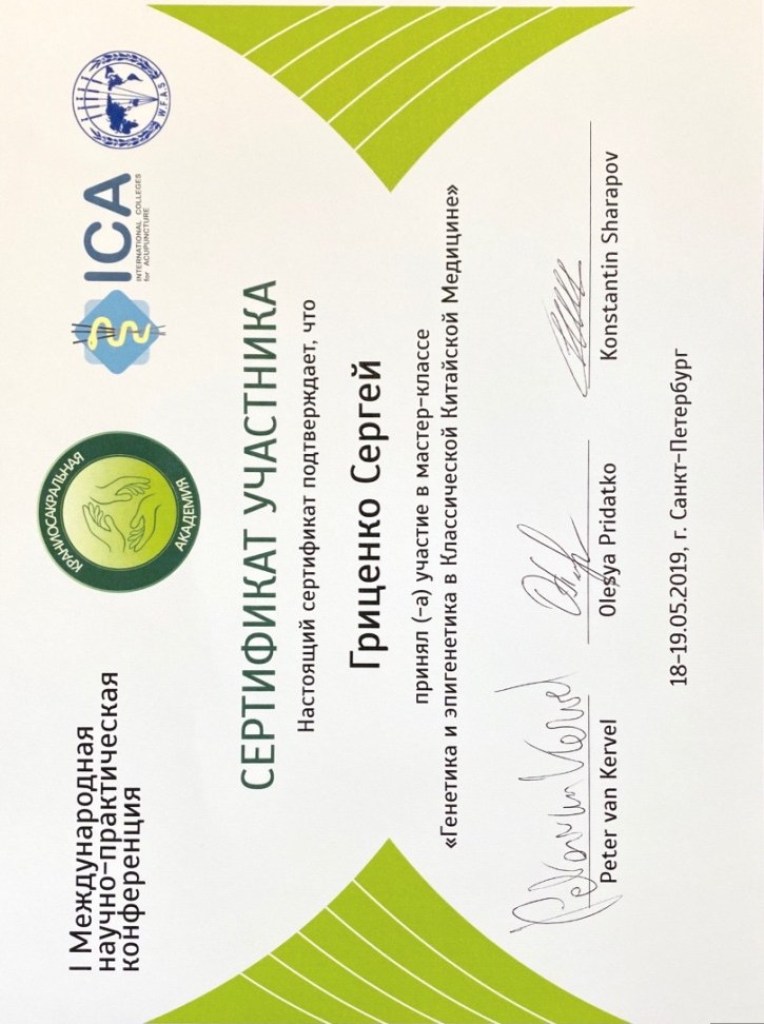 I Международная
научно-практическая
конференция
КРАНИОСАКРАЛЬНАЯ
АКАДЕМИЯ
ICA
INTERNATIONAL COLLEGES
for ACUPUNCTURE
W.F.A.S
СЕРТИФИКАТ УЧАСТНИКА
Настоящий сертификат подтверждает, что
Гриценко Сергей
принял (-а) участие в мастер-классе
«Генетика и эпигенетика в Классической Китайской Медицине»
Peter van Kervel
Peter van Kervel
Olesya Pridatko
Konstantin Sharapov
18-19.05.2019, г. Санкт-Петербург